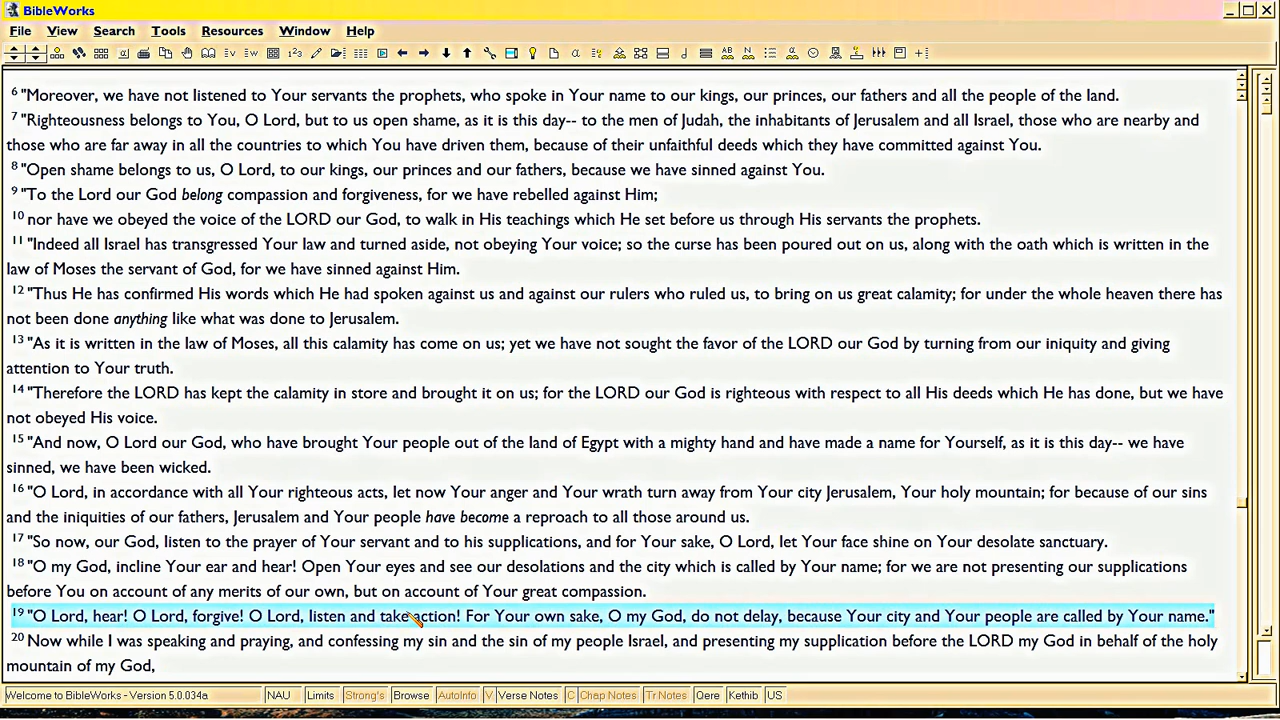 BibleWorks
File View Search Tools Resources Window Help
6 "Moreover, we have not listened to Your servants the prophets, who spoke in Your name to our kings, our princes, our fathers and all the people of the land.
7 "Righteousness belongs to You, O Lord, but to us open shame, as it is this day-- to the men of Judah, the inhabitants of Jerusalem and all Israel, those who are nearby and
those who are far away in all the countries to which You have driven them, because of their unfaithful deeds which they have committed against You.
8 "Open shame belongs to us, O Lord, to our kings, our princes and our fathers, because we have sinned against You.
9 "To the Lord our God belong compassion and forgiveness, for we have rebelled against Him;
10 nor have we obeyed the voice of the LORD our God, to walk in His teachings which He set before us through His servants the prophets.
11 "Indeed all Israel has transgressed Your law and turned aside, not obeying Your voice; so the curse has been poured out on us, along with the oath which is written in the
law of Moses the servant of God, for we have sinned against Him.
12 "Thus He has confirmed His words which He had spoken against us and against our rulers who ruled us, to bring on us great calamity; for under the whole heaven there has
not been done anything like what was done to Jerusalem.
13 "As it is written in the law of Moses, all this calamity has come on us; yet we have not sought the favor of the LORD our God by turning from our iniquity and giving
attention to Your truth.
14 "Therefore the LORD has kept the calamity in store and brought it on us; for the LORD our God is righteous with respect to all His deeds which He has done, but we have
not obeyed His voice.
15 "And now, O Lord our God, who have brought Your people out of the land of Egypt with a mighty hand and have made a name for Yourself, as it is this day-- we have
sinned, we have been wicked.
16 "O Lord, in accordance with all Your righteous acts, let now Your anger and Your wrath turn away from Your city Jerusalem, Your holy mountain; for because of our sins
and the iniquities of our fathers, Jerusalem and Your people have become a reproach to all those around us.
17 "So now, our God, listen to the prayer of Your servant and to his supplications, and for Your sake, O Lord, let Your face shine on Your desolate sanctuary.
18 "O my God, incline Your ear and hear! Open Your eyes and see our desolations and the city which is called by Your name; for we are not presenting our supplications
before You on account of any merits of our own, but on account of Your great compassion.
19 "O Lord, hear! O Lord, forgive! O Lord, listen and take action! For Your own sake, O my God, do not delay, because Your city and Your people are called by Your name."
20 Now while I was speaking and praying, and confessing my sin and the sin of my people Israel, and presenting my supplication before the LORD my God in behalf of the holy
mountain of my God,
Welcome to BibleWorks - Version 5.0.034a NAU Limits Strong's Browse AutoInfo V Verse Notes C Chap Notes Tr Notes Qere Kethib US